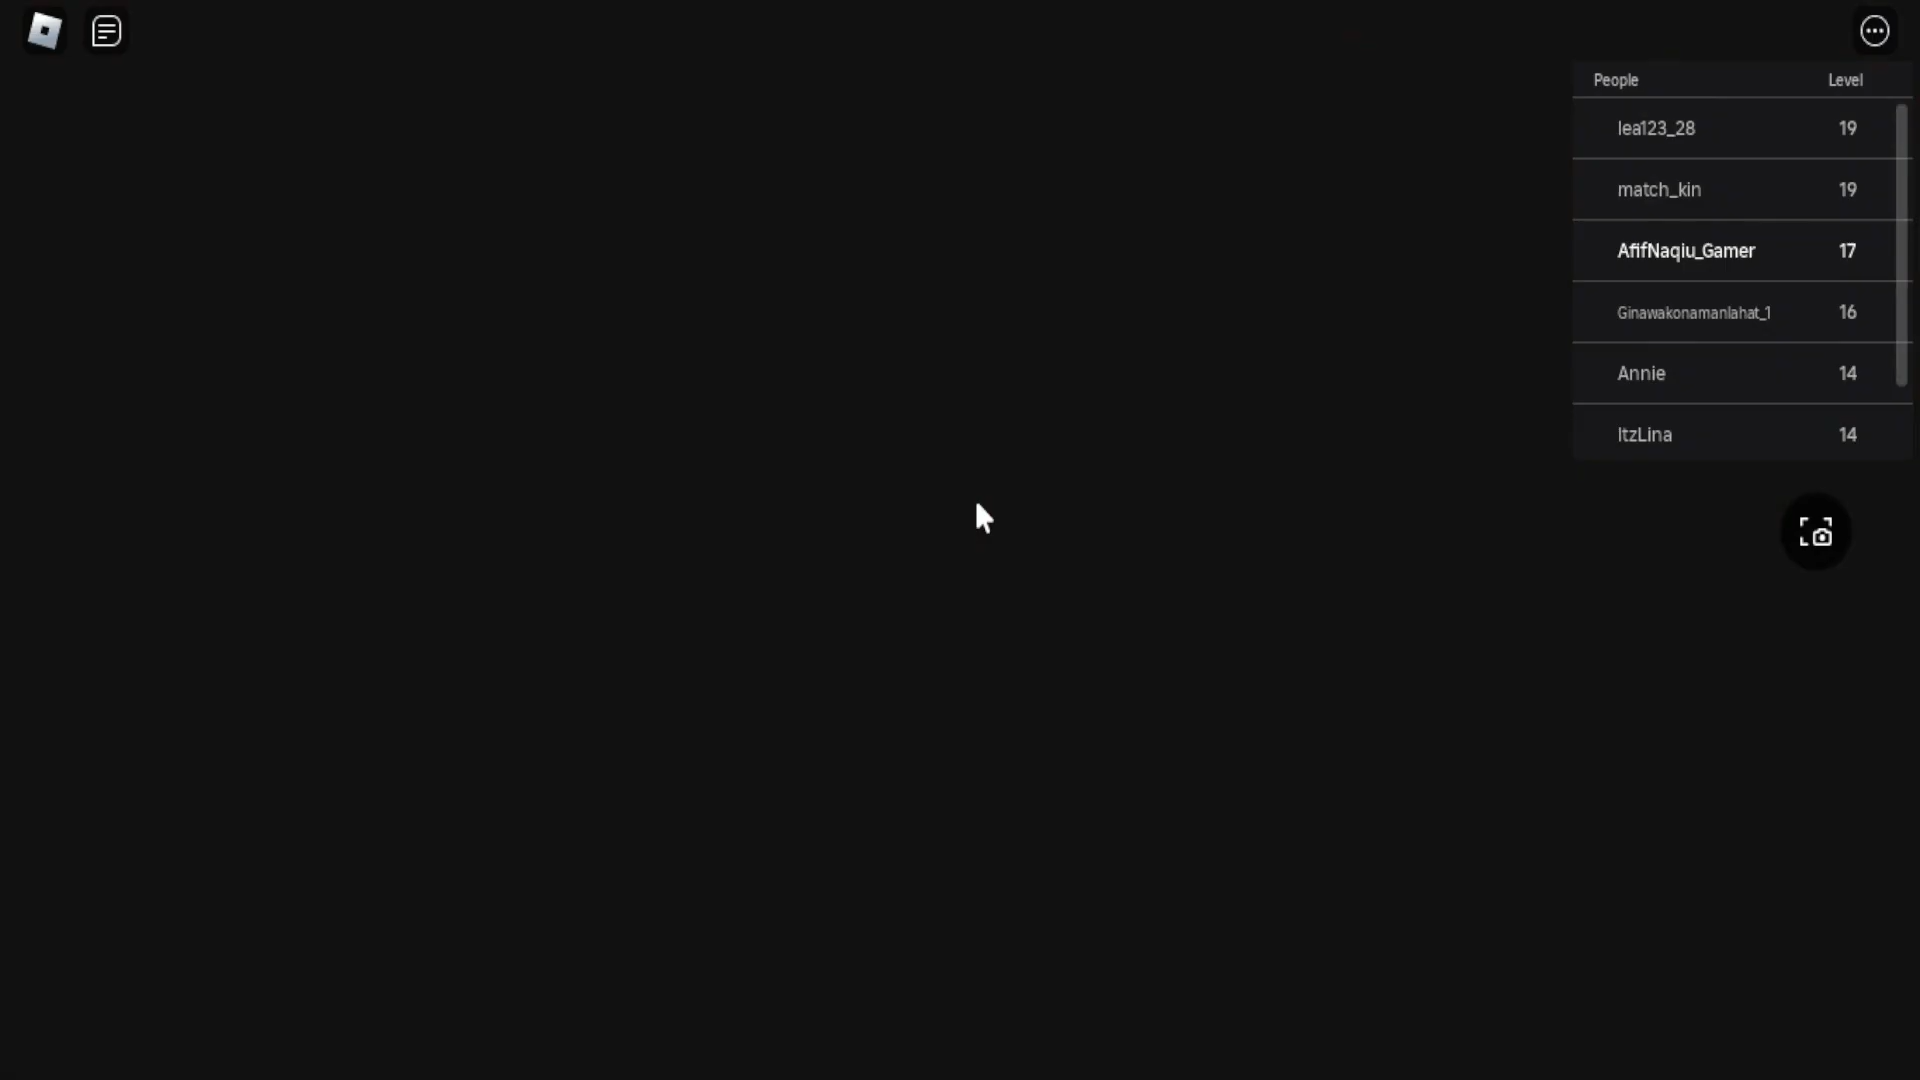 People Level
lea123_28 19
match_kin 19
AfifNaqiu_Gamer 17
Ginawakonamanlahat_1 16
Annie 14
ItzLina 14